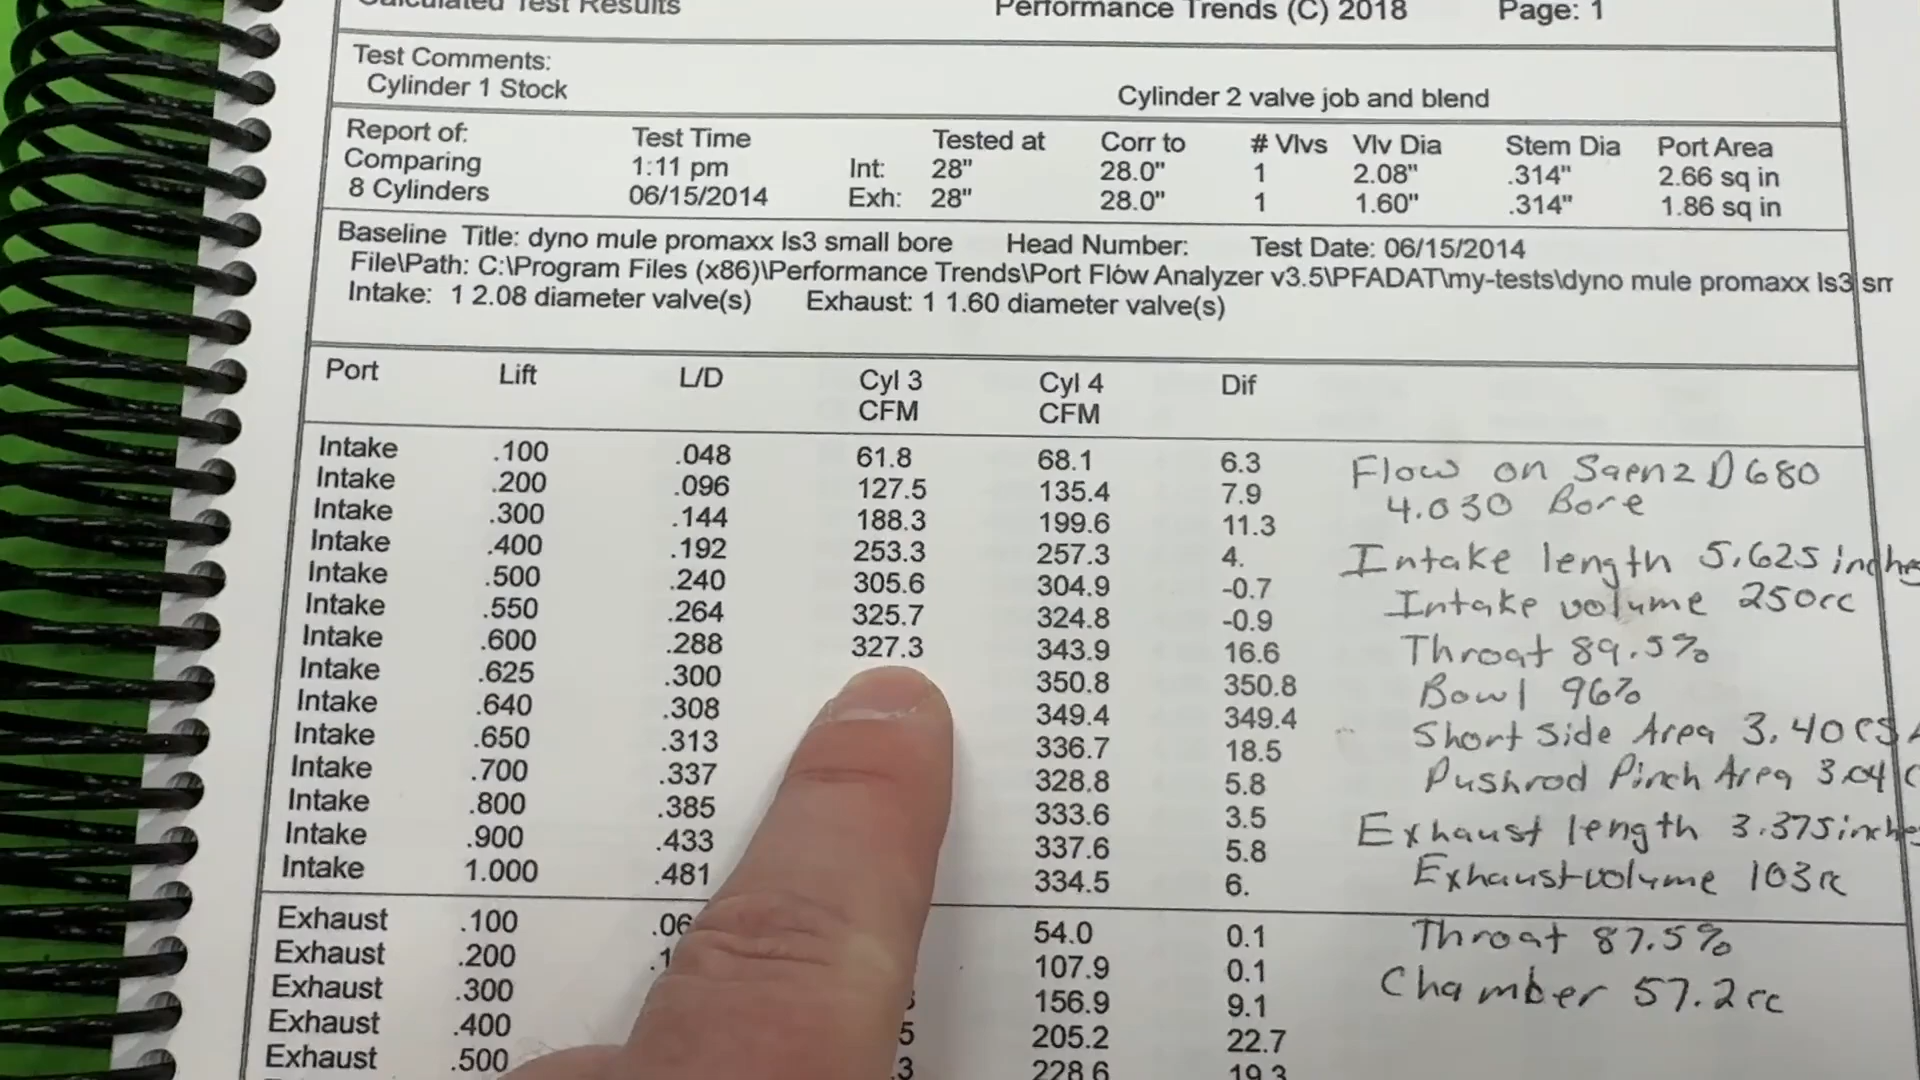 Calculated Test Results Performance Trends (C) 2018 Page: 1
Test Comments:
Cylinder 1 Stock Cylinder 2 valve job and blend
Report of: Test Time Tested at Corr to # Vlvs Vlv Dia Stem Dia Port Area
Comparing 1:11 pm Int: 28" 28.0" 1 2.08" .314" 2.66 sq in
8 Cylinders 06/15/2014 Exh: 28" 28.0" 1 1.60" .314" 1.86 sq in
Baseline Title: dyno mule promaxx ls3 small bore Head Number: Test Date: 06/15/2014
File\Path: C:\Program Files (x86)\Performance Trends\Port Flow Analyzer v3.5\PFADAT\my-tests\dyno mule promaxx ls3 sm
Intake: 1 2.08 diameter valve(s) Exhaust: 1 1.60 diameter valve(s)
Port Lift L/D Cyl 3 Cyl 4 Dif
CFM CFM
Intake .100 .048 61.8 68.1 6.3
Intake .200 .096 127.5 135.4 7.9
Intake .300 .144 188.3 199.6 11.3
Intake .400 .192 253.3 257.3 4.
Intake .500 .240 305.6 304.9 -0.7
Intake .550 .264 325.7 324.8 -0.9
Intake .600 .288 327.3 343.9 16.6
Intake .625 .300 350.8 350.8
Intake .640 .308 349.4 349.4
Intake .650 .313 336.7 18.5
Intake .700 .337 328.8 5.8
Intake .800 .385 333.6 3.5
Intake .900 .433 337.6 5.8
Intake 1.000 .481 334.5 6.
Exhaust .100 .06 54.0 0.1
Exhaust .200 .1 107.9 0.1
Exhaust .300 156.9 9.1
Exhaust .400 5 205.2 22.7
Exhaust .500 .3 228.6 19.3
Flow on Saenz D680
4.030 Bore
Intake length 5.625 inches
Intake volume 250cc
Throat 89.5%
Bowl 96%
Short Side Area 3.40 CSA
Pushrod Pinch Area 3.04 C
Exhaust length 3.375 inches
Exhaust volume 103cc
Throat 87.5%
Chamber 57.2cc